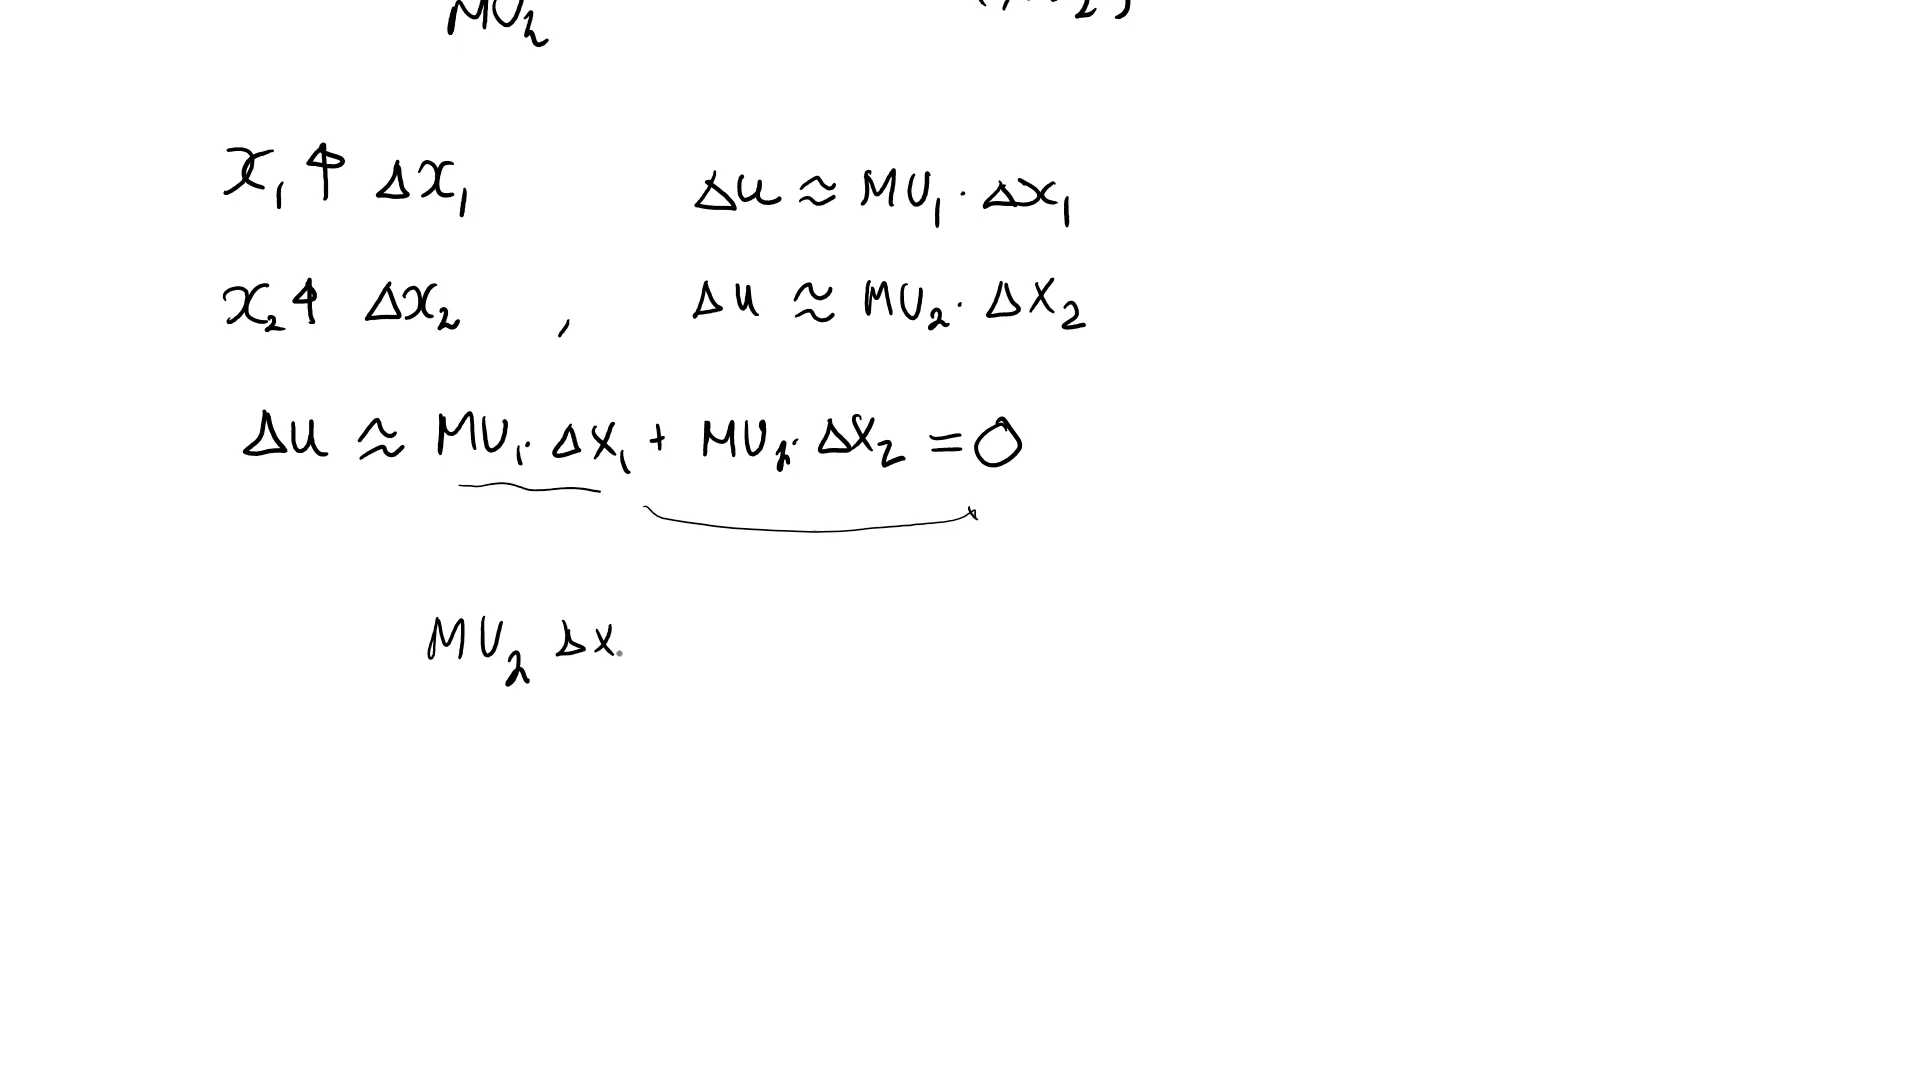 MU₂
x₁ ↑ Δx₁ Δu ≈ MU₁ · Δx₁
x₂ ↑ Δx₂ , Δu ≈ MU₂ · Δx₂
Δu ≈ MU₁ · Δx₁ + MU₂ · Δx₂ = 0
MU₂ Δx